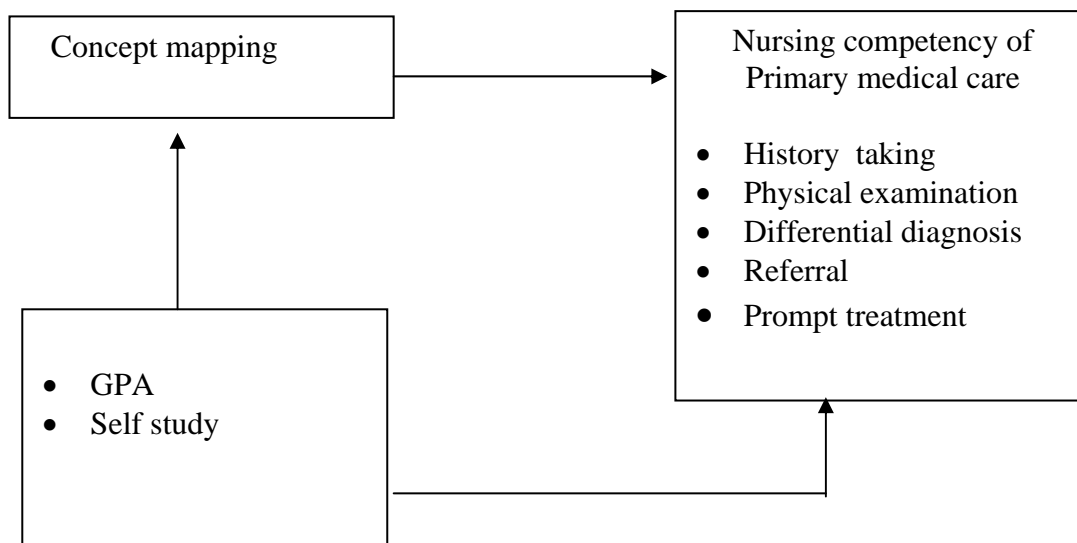 Concept mapping
Nursing competency of
Primary medical care
• History taking
• Physical examination
• Differential diagnosis
• Referral
• Prompt treatment
• GPA
• Self study